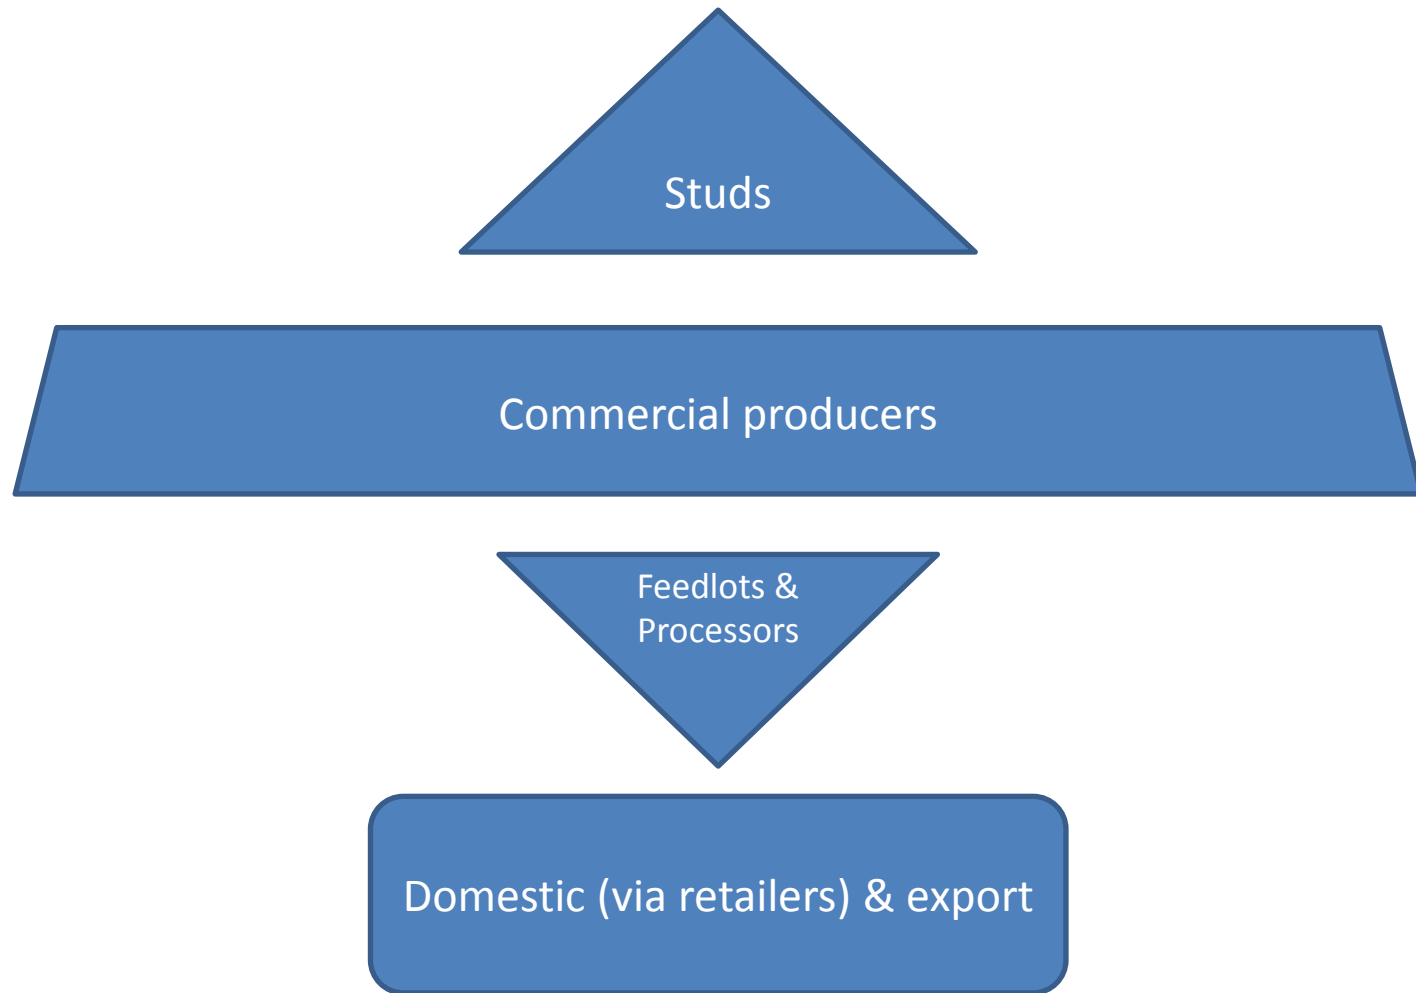 Studs
Commercial producers
Feedlots &
Processors
Domestic (via retailers) & export